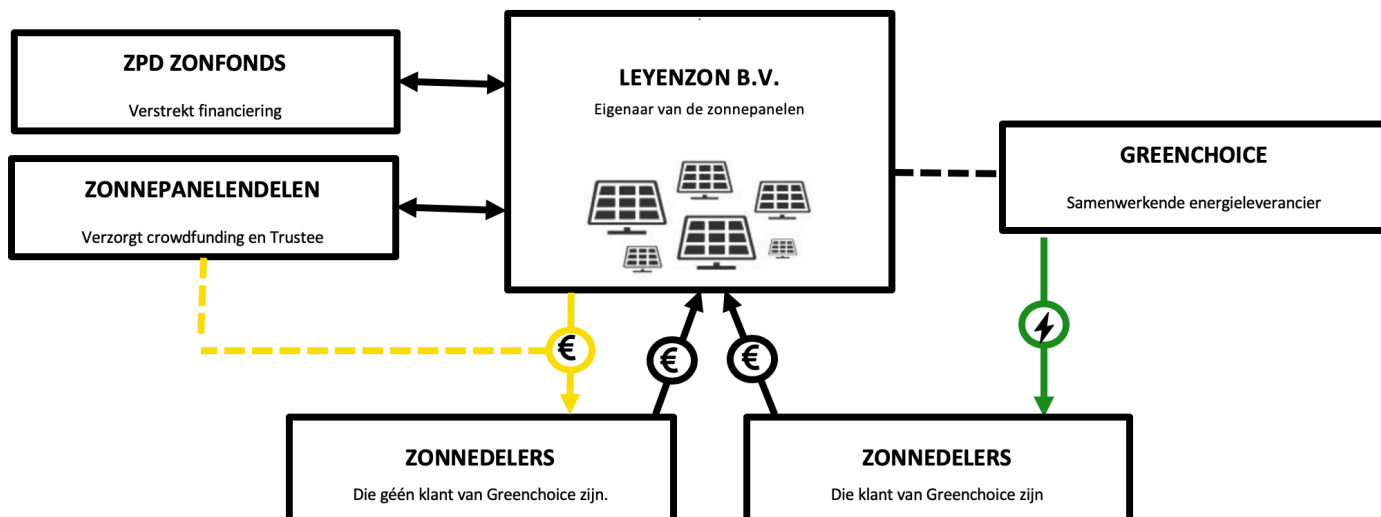 ZPD ZONFONDS
Verstrekt financiering
LEYENZON B.V.
Eigenaar van de zonnepanelen
ZONNEPANELENDELEN
Verzorgt crowdfunding en Trustee
GREENCHOICE
Samenwerkende energieleverancier
€
€
€
ZONNEDELERS
Die géén klant van Greenchoice zijn.
ZONNEDELERS
Die klant van Greenchoice zijn